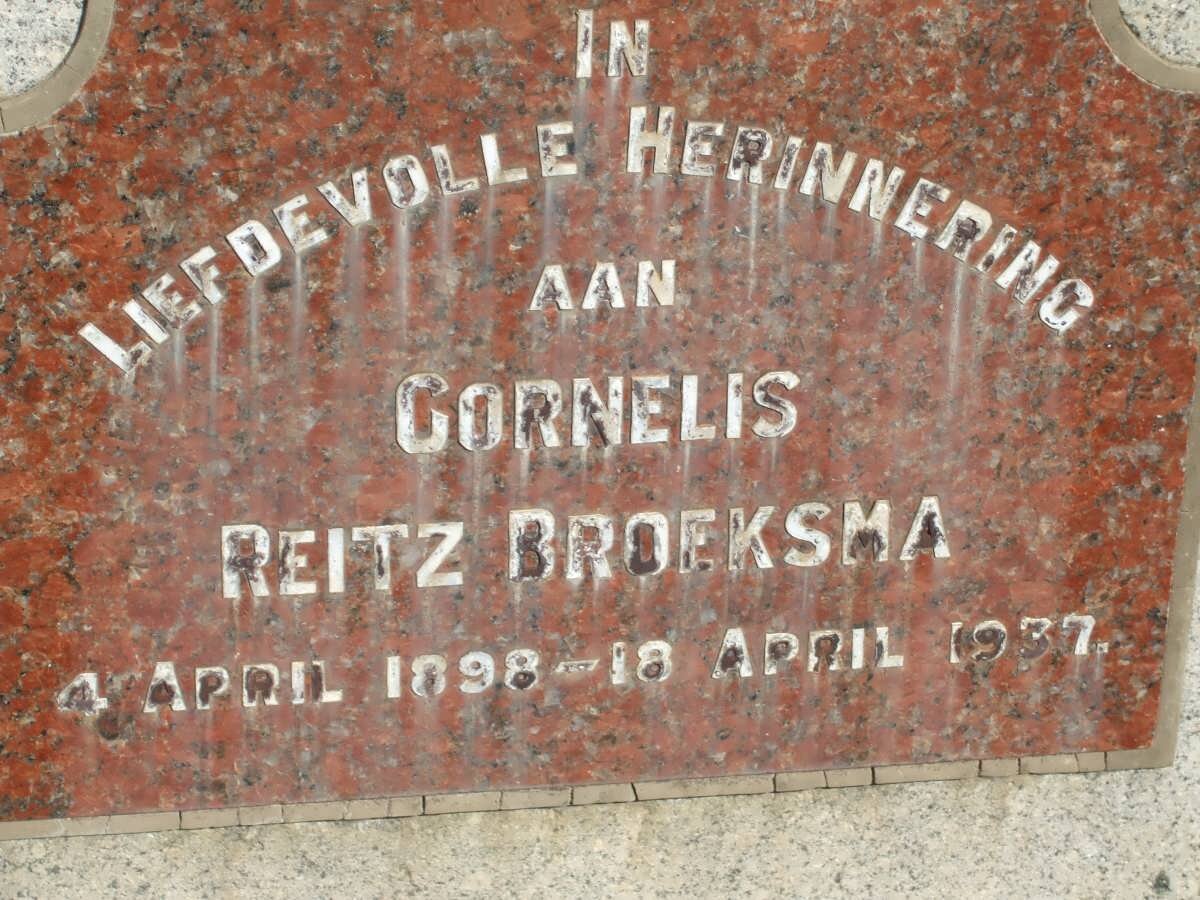 IN
LIEFDEVOLLE HERINNERING
AAN
CORNELIS
REITZ BROEKSMA
4 APRIL 1898 - 18 APRIL 1937.